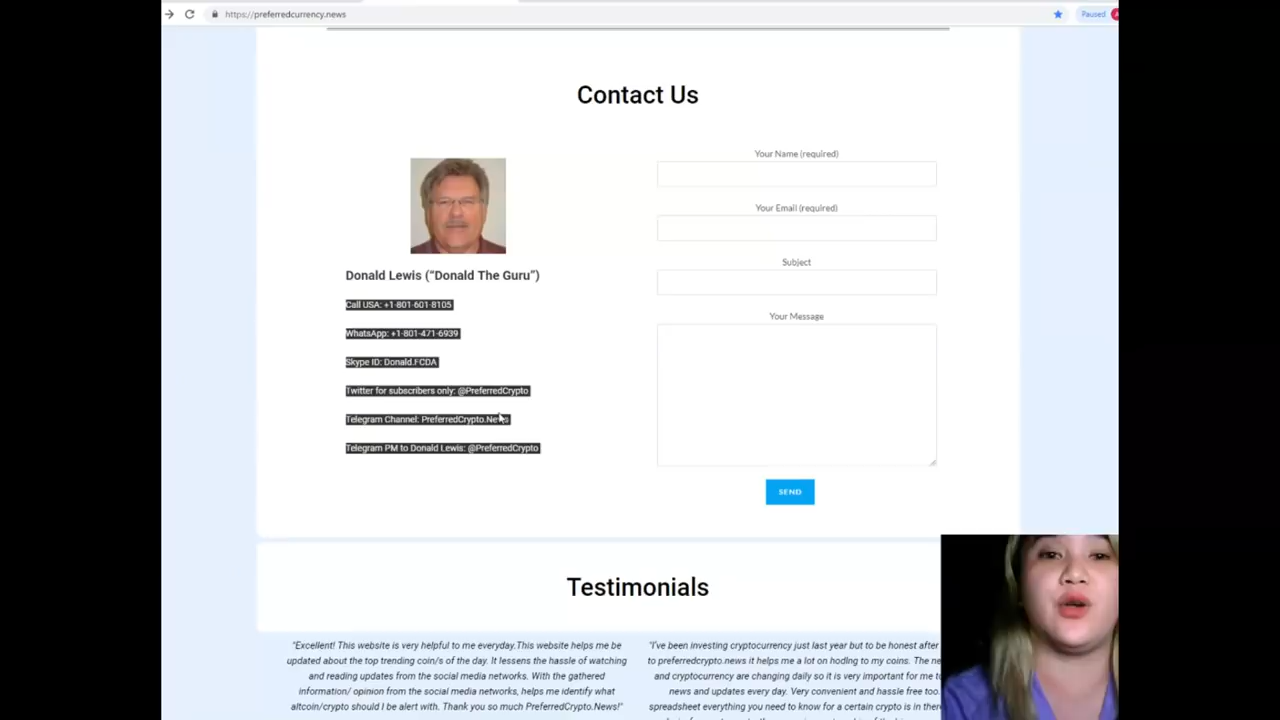 https://preferredcurrency.news
Paused
Contact Us
Your Name (required)
Your Email (required)
Subject
Your Message
Donald Lewis (“Donald The Guru”)
Call USA: +1-801-601-8105
WhatsApp: +1-801-471-6939
Skype ID: Donald.FCDA
Twitter for subscribers only: @PreferredCrypto
Telegram Channel: PreferredCrypto.News
Telegram PM to Donald Lewis: @PreferredCrypto
SEND
Testimonials
"Excellent! This website is very helpful to me everyday.This website helps me be
updated about the top trending coin/s of the day. It lessens the hassle of watching
and reading updates from the social media networks. With the gathered
information/ opinion from the social media networks, helps me identify what
altcoin/crypto should I be alert with. Thank you so much PreferredCrypto.News!"
"I've been investing cryptocurrency just last year but to be honest after
to preferredcrypto.news it helps me a lot on hodlng to my coins. The ne
and cryptocurrency are changing daily so it is very important for me t
news and updates every day. Very convenient and hassle free too.
spreadsheet everything you need to know for a certain crypto is in ther